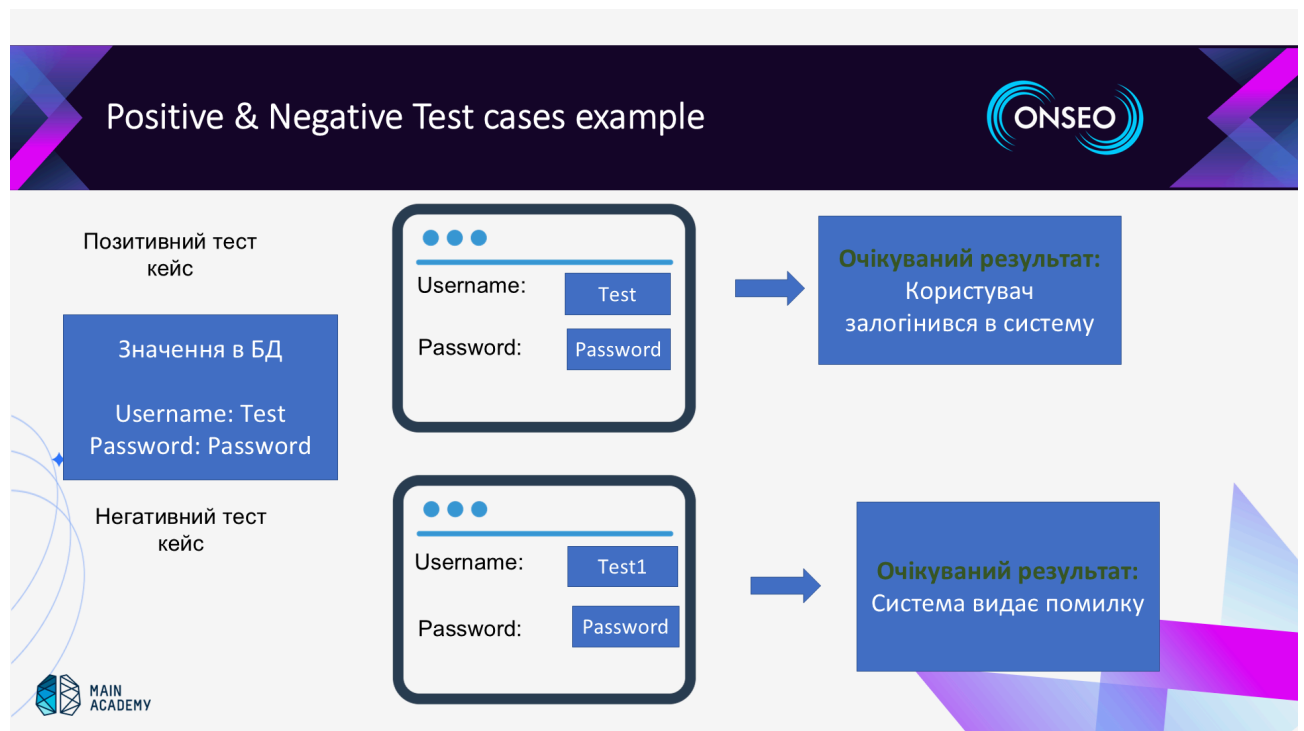 Positive & Negative Test cases example
ONSEO
Позитивний тест
кейс
Значення в БД
Username: Test
Password: Password
Username:
Test
Password:
Password
Очікуваний результат:
Користувач
залогінився в систему
Негативний тест
кейс
Username:
Test1
Password:
Password
Очікуваний результат:
Система видає помилку
MAIN
ACADEMY